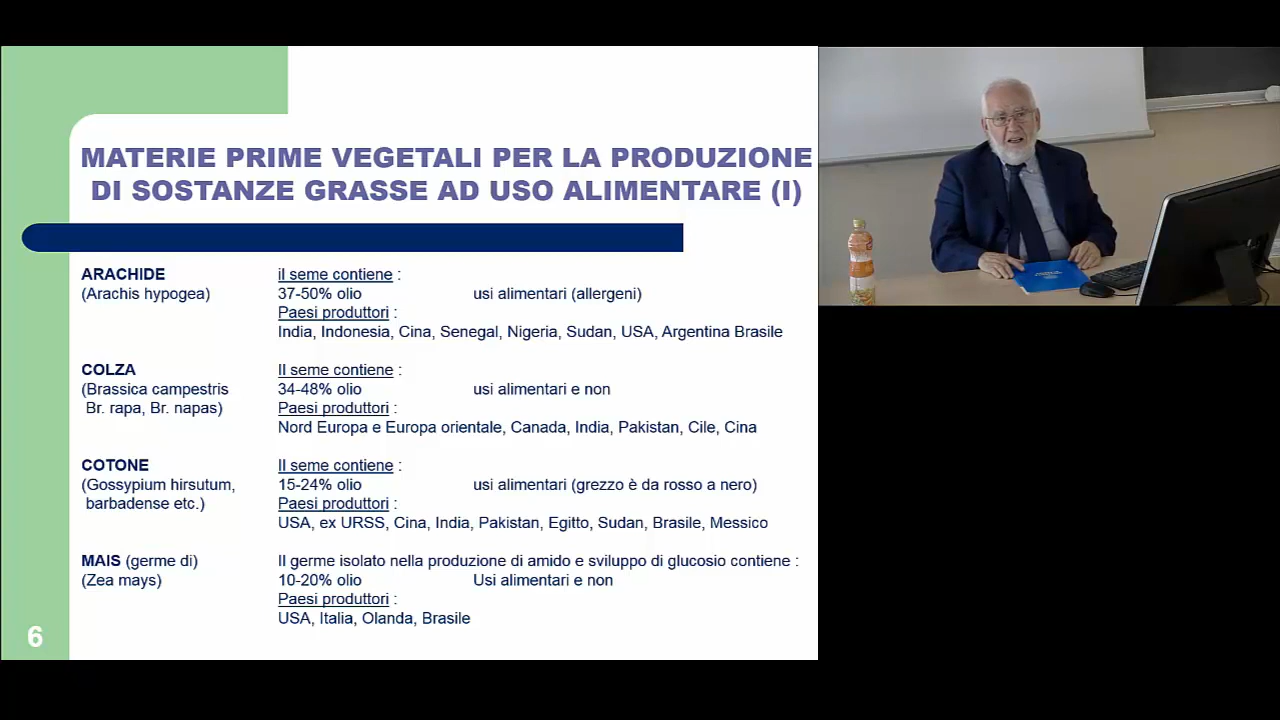 MATERIE PRIME VEGETALI PER LA PRODUZIONE
DI SOSTANZE GRASSE AD USO ALIMENTARE (I)
ARACHIDE il seme contiene :
(Arachis hypogea) 37-50% olio usi alimentari (allergeni)
Paesi produttori :
India, Indonesia, Cina, Senegal, Nigeria, Sudan, USA, Argentina Brasile
COLZA Il seme contiene :
(Brassica campestris 34-48% olio usi alimentari e non
Br. rapa, Br. napas) Paesi produttori :
Nord Europa e Europa orientale, Canada, India, Pakistan, Cile, Cina
COTONE Il seme contiene :
(Gossypium hirsutum, 15-24% olio usi alimentari (grezzo è da rosso a nero)
barbadense etc.) Paesi produttori :
USA, ex URSS, Cina, India, Pakistan, Egitto, Sudan, Brasile, Messico
MAIS (germe di) Il germe isolato nella produzione di amido e sviluppo di glucosio contiene :
(Zea mays) 10-20% olio Usi alimentari e non
Paesi produttori :
USA, Italia, Olanda, Brasile
6